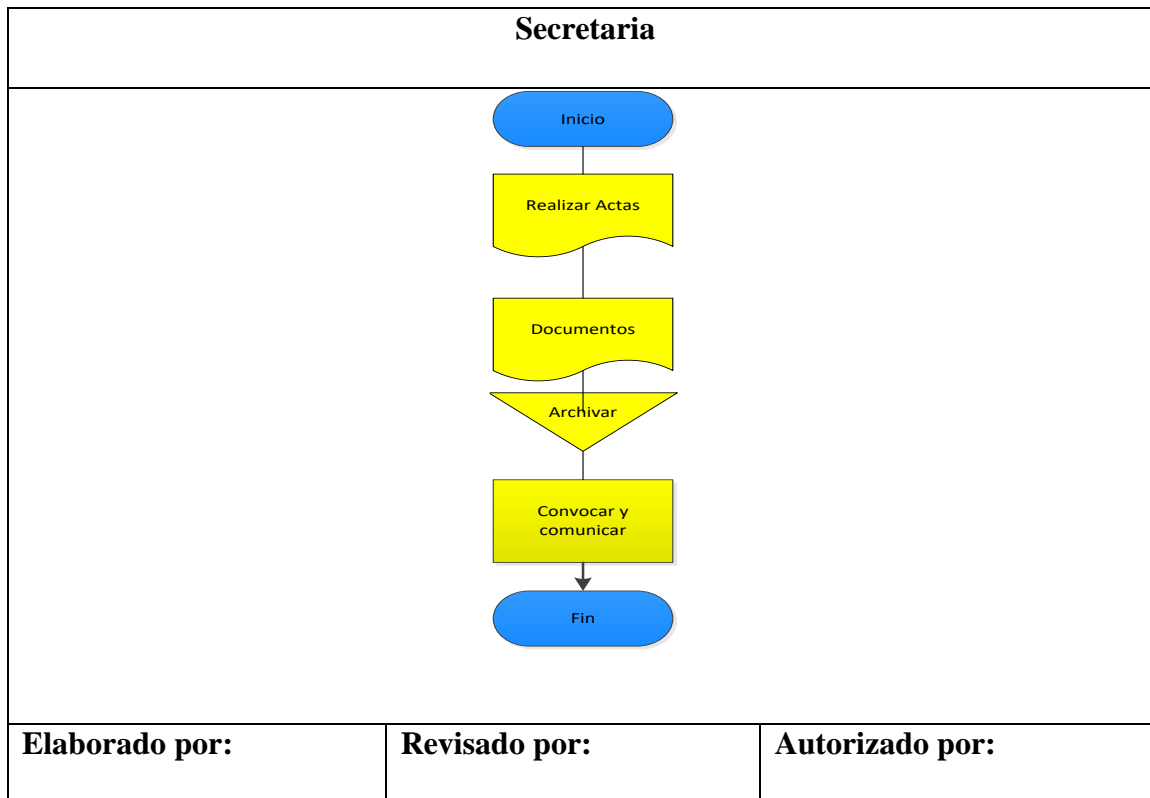 Secretaria
Inicio
Realizar Actas
Documentos
Archivar
Convocar y
comunicar
Fin
Elaborado por:
Revisado por:
Autorizado por: